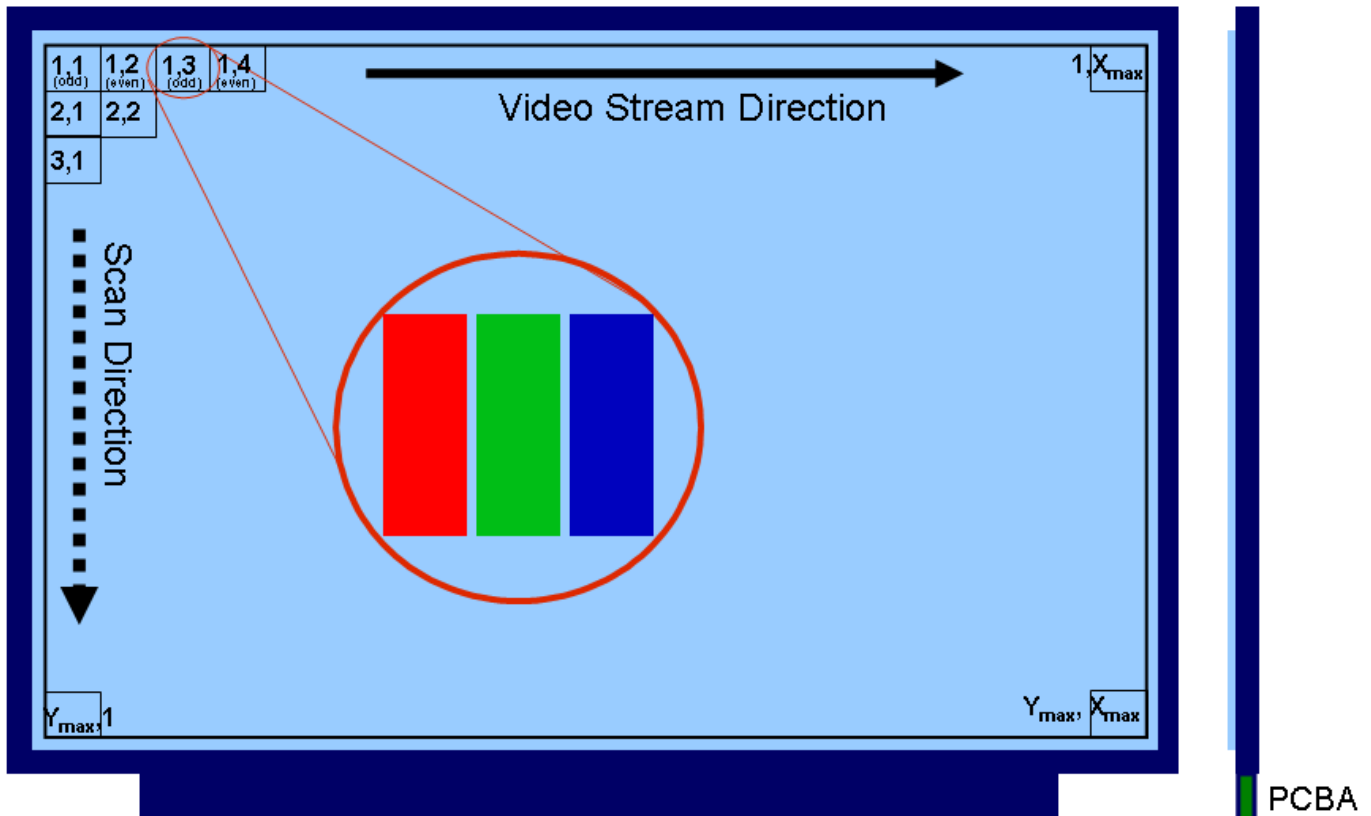 1,1 1,2 1,3 1,4 1,Xmax
(odd) (even) (odd) (even)
Video Stream Direction
2,1 2,2
3,1
Scan Direction
Ymax,1 Ymax, Xmax
PCBA